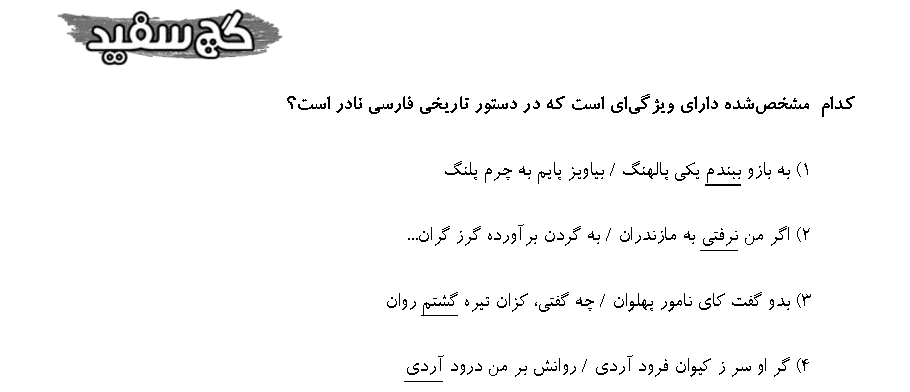 گچ سفید
کدام مشخص‌شده دارای ویژگی‌ای است که در دستور تاریخی فارسی نادر است؟
۱) به بازو ببندم یکی پالهنگ / بیاویز پایم به چرم پلنگ
۲) اگر من نرفتی به مازندران / به گردن برآورده گرز گران...
۳) بدو گفت کای نامور پهلوان / چه گفتی، کزان تیره گشتم روان
۴) گر او سر ز کیوان فرود آردی / روانش بر من درود آردی